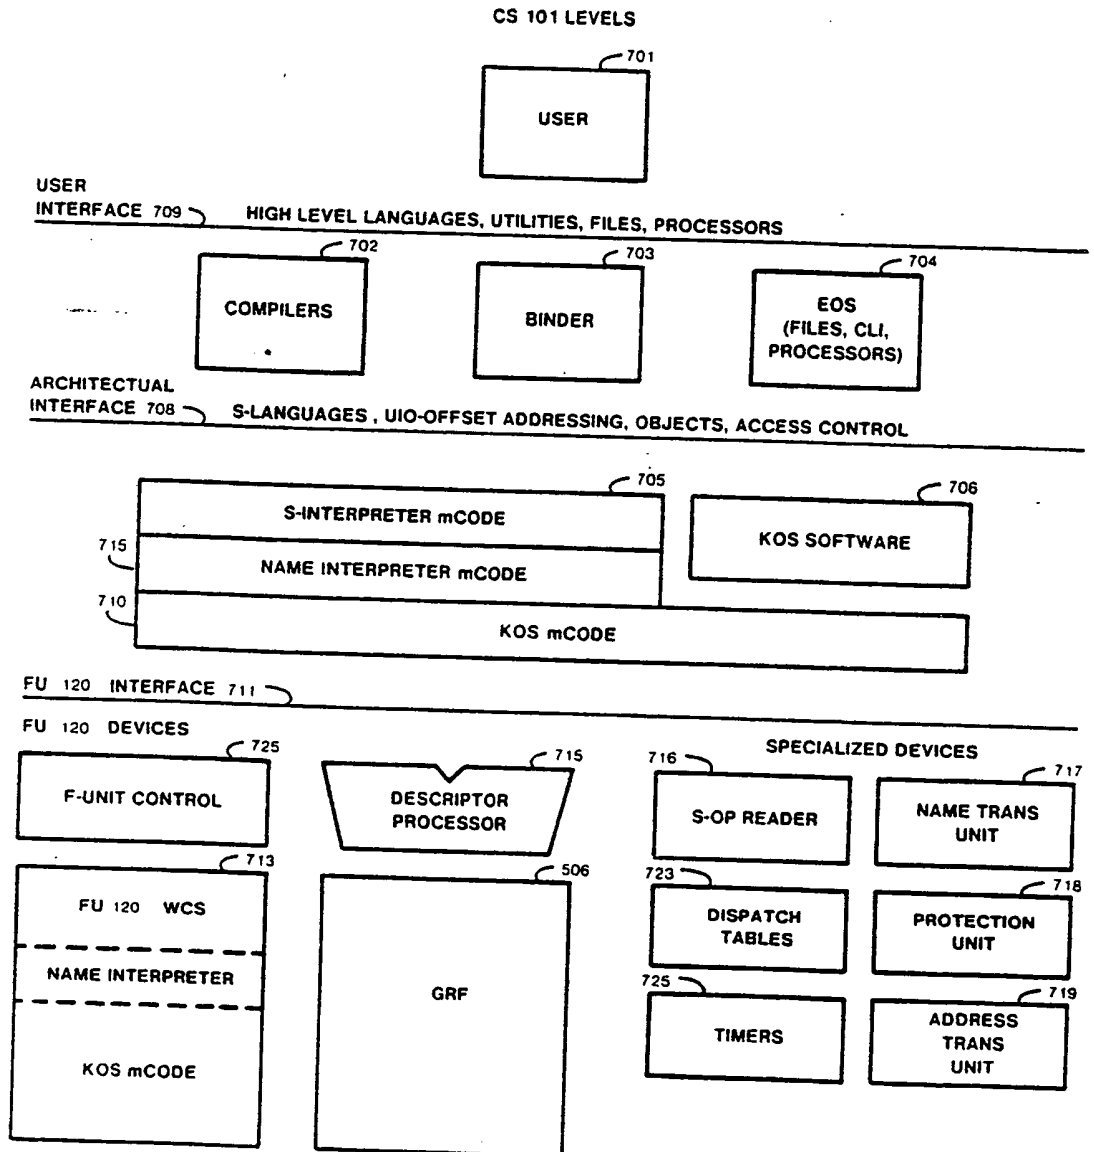 CS 101 LEVELS
701
USER
USER
INTERFACE 709
HIGH LEVEL LANGUAGES, UTILITIES, FILES, PROCESSORS
702
COMPILERS
703
BINDER
704
EOS
(FILES, CLI,
PROCESSORS)
ARCHITECTUAL
INTERFACE 708
S-LANGUAGES , UIO-OFFSET ADDRESSING, OBJECTS, ACCESS CONTROL
705
S-INTERPRETER mCODE
706
KOS SOFTWARE
715
NAME INTERPRETER mCODE
710
KOS mCODE
FU 120 INTERFACE 711
FU 120 DEVICES
SPECIALIZED DEVICES
725
F-UNIT CONTROL
715
DESCRIPTOR
PROCESSOR
716
S-OP READER
717
NAME TRANS
UNIT
713
FU 120 WCS
NAME INTERPRETER
KOS mCODE
506
GRF
723
DISPATCH
TABLES
718
PROTECTION
UNIT
725
TIMERS
719
ADDRESS
TRANS
UNIT